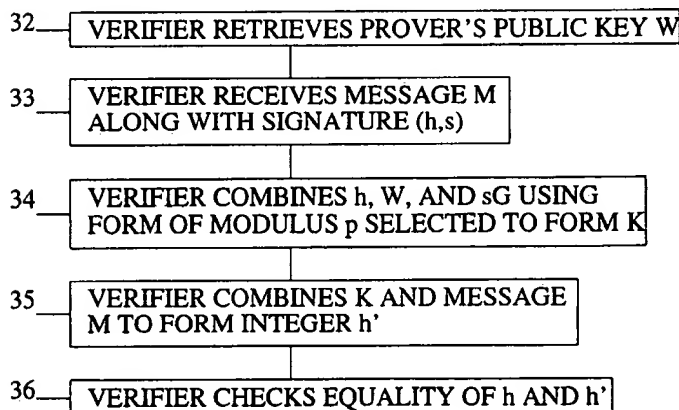 32 VERIFIER RETRIEVES PROVER'S PUBLIC KEY W
33 VERIFIER RECEIVES MESSAGE M
ALONG WITH SIGNATURE (h,s)
34 VERIFIER COMBINES h, W, AND sG USING
FORM OF MODULUS p SELECTED TO FORM K
35 VERIFIER COMBINES K AND MESSAGE
M TO FORM INTEGER h'
36 VERIFIER CHECKS EQUALITY OF h AND h'